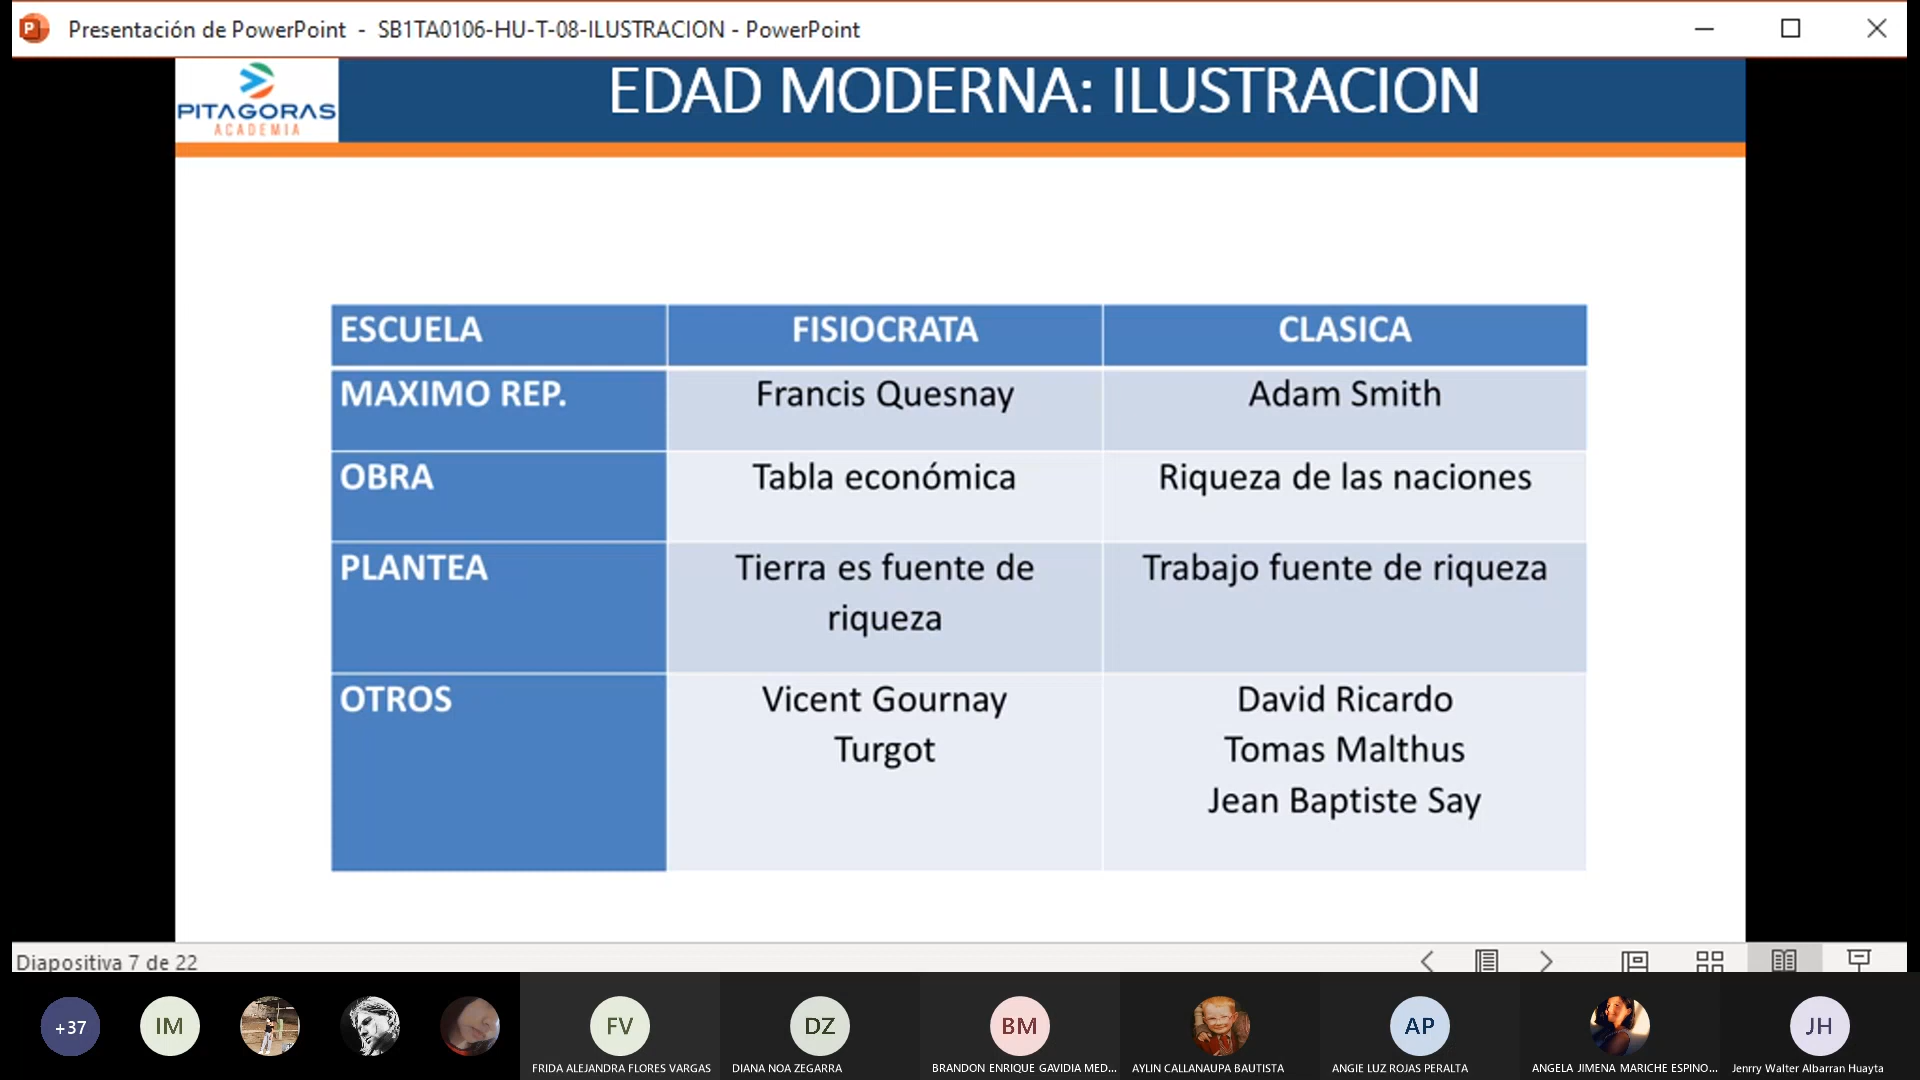 Presentación de PowerPoint - SB1TA0106-HU-T-08-ILUSTRACION - PowerPoint
PITAGORAS
ACADEMIA
EDAD MODERNA: ILUSTRACION
ESCUELA FISIOCRATA CLASICA
MAXIMO REP. Francis Quesnay Adam Smith
OBRA Tabla económica Riqueza de las naciones
PLANTEA Tierra es fuente de Trabajo fuente de riqueza
riqueza
OTROS Vicent Gournay David Ricardo
Turgot Tomas Malthus
Jean Baptiste Say
Diapositiva 7 de 22
+37 IM FV DZ BM AP JH
FRIDA ALEJANDRA FLORES VARGAS DIANA NOA ZEGARRA BRANDON ENRIQUE GAVIDIA MED... AYLIN CALLANAUPA BAUTISTA ANGIE LUZ ROJAS PERALTA ANGELA JIMENA MARICHE ESPINO... Jenrry Walter Albarran Huayta